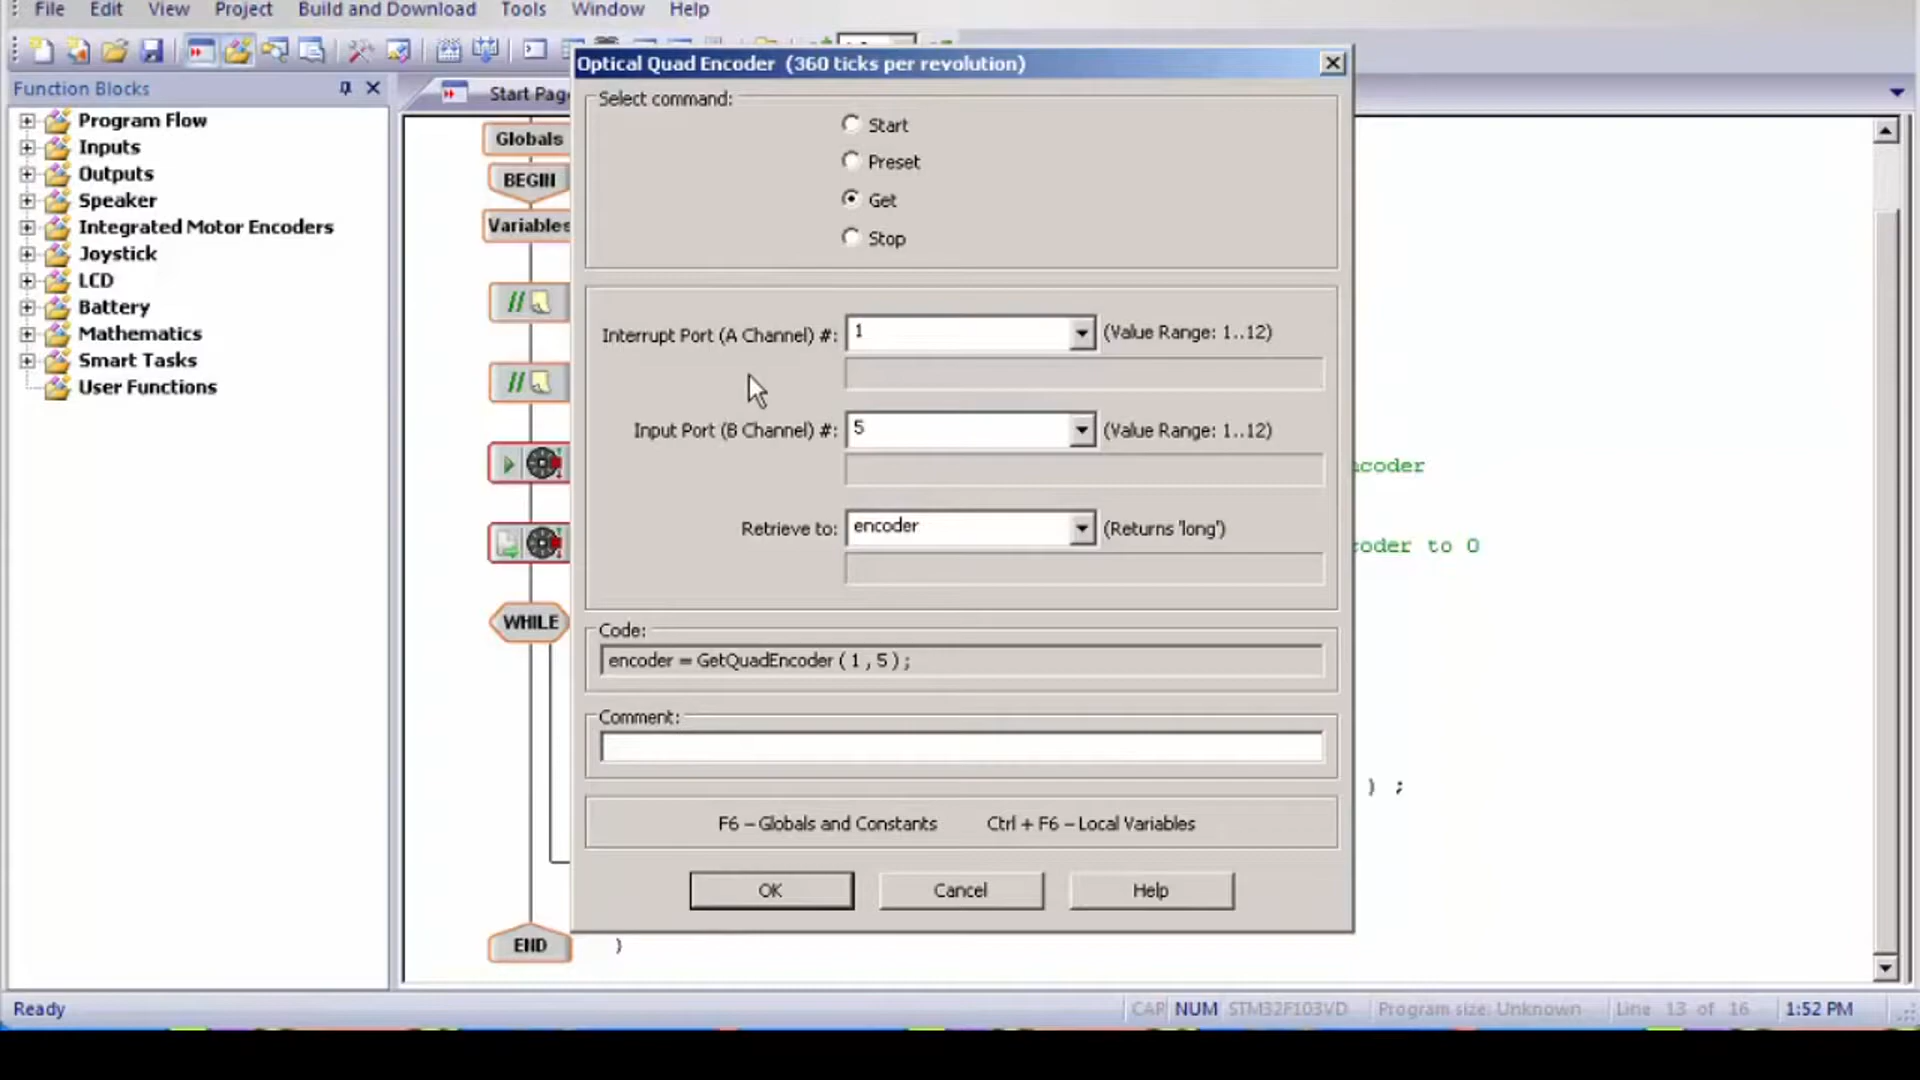 File Edit View Project Build and Download Tools Window Help
Function Blocks
Program Flow
Inputs
Outputs
Speaker
Integrated Motor Encoders
Joystick
LCD
Battery
Mathematics
Smart Tasks
User Functions
Start Pag
Globals
BEGIN
Variables
//
//
WHILE
END
}
Optical Quad Encoder (360 ticks per revolution)
Select command:
Start
Preset
Get
Stop
Interrupt Port (A Channel) #: 1 (Value Range: 1..12)
Input Port (B Channel) #: 5 (Value Range: 1..12)
Retrieve to: encoder (Returns 'long')
Code:
encoder = GetQuadEncoder ( 1 , 5 ) ;
Comment:
F6 – Globals and Constants Ctrl + F6 – Local Variables
OK Cancel Help
ncoder
coder to 0
) ;
Ready CAP NUM STM32F103VD Program size: Unknown Line 13 of 16 1:52 PM